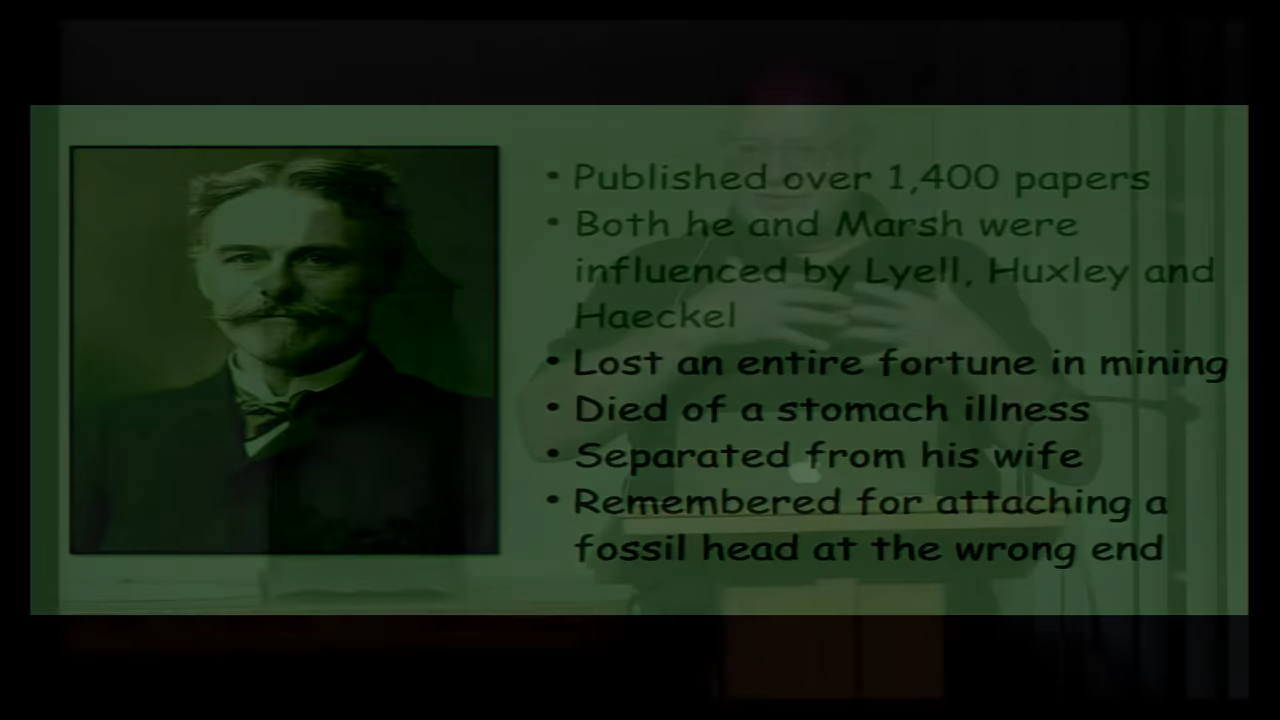 • Published over 1,400 papers
• Both he and Marsh were
influenced by Lyell, Huxley and
Haeckel
• Lost an entire fortune in mining
• Died of a stomach illness
• Separated from his wife
• Remembered for attaching a
fossil head at the wrong end